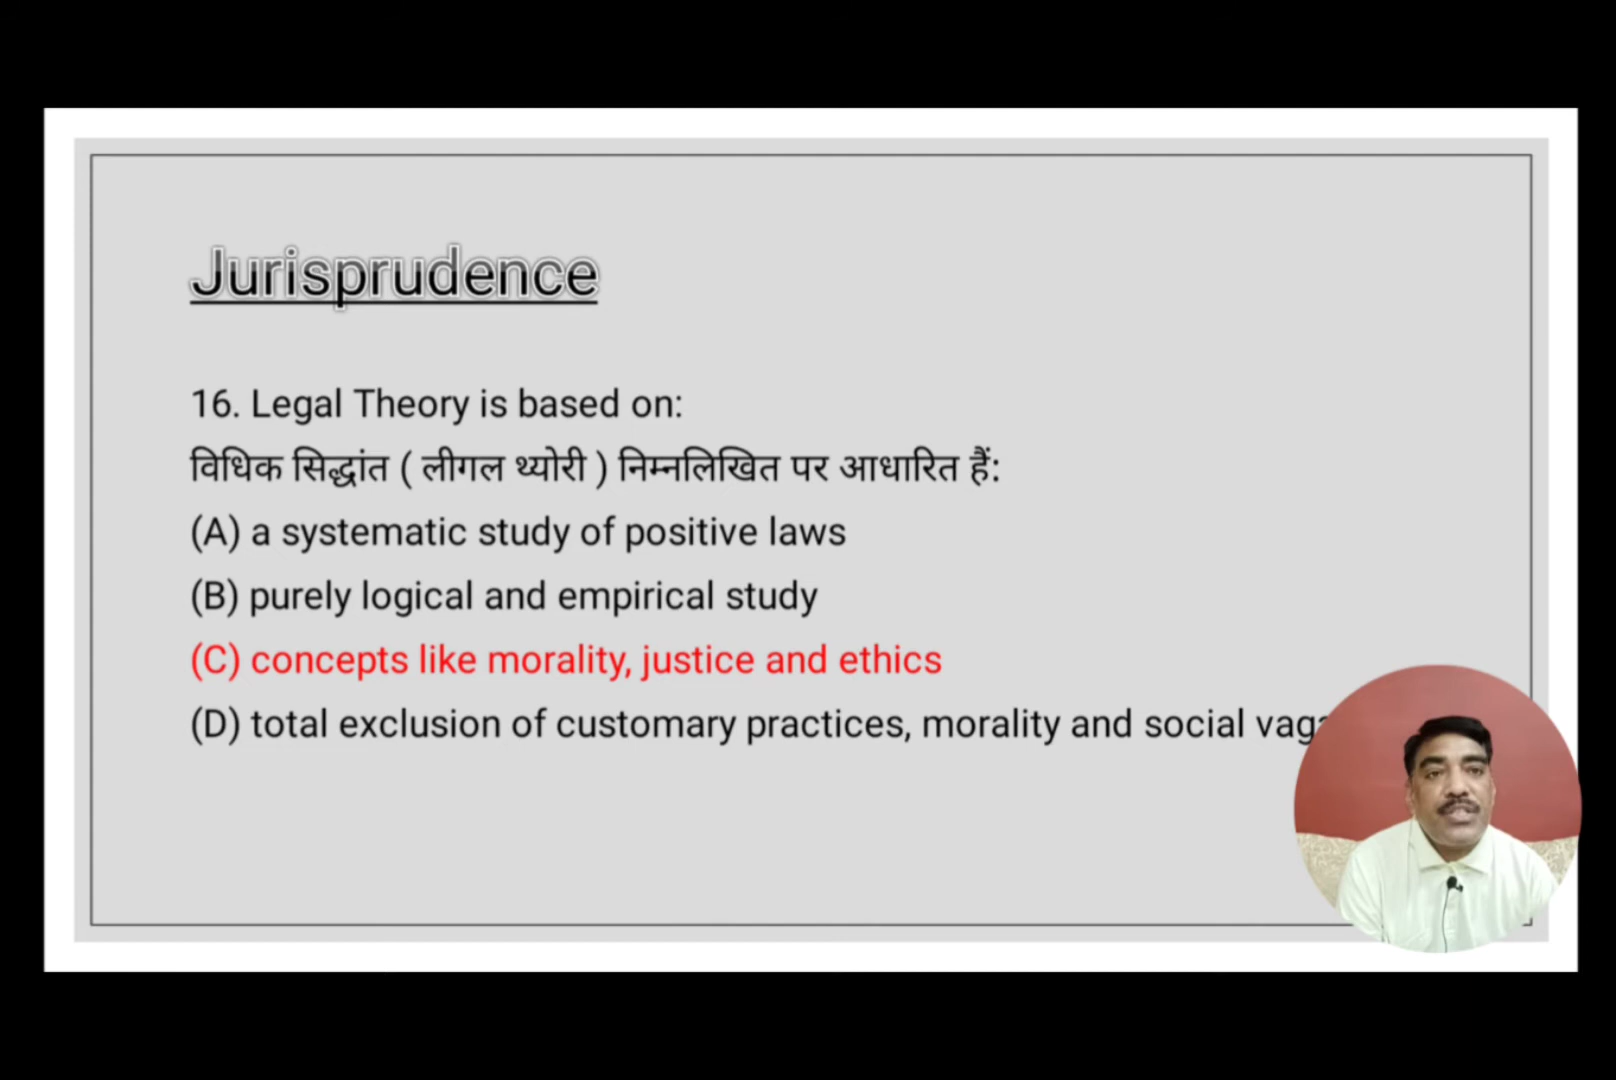 Jurisprudence
16. Legal Theory is based on:
विधिक सिद्धांत ( लीगल थ्योरी ) निम्नलिखित पर आधारित हैं:
(A) a systematic study of positive laws
(B) purely logical and empirical study
(C) concepts like morality, justice and ethics
(D) total exclusion of customary practices, morality and social